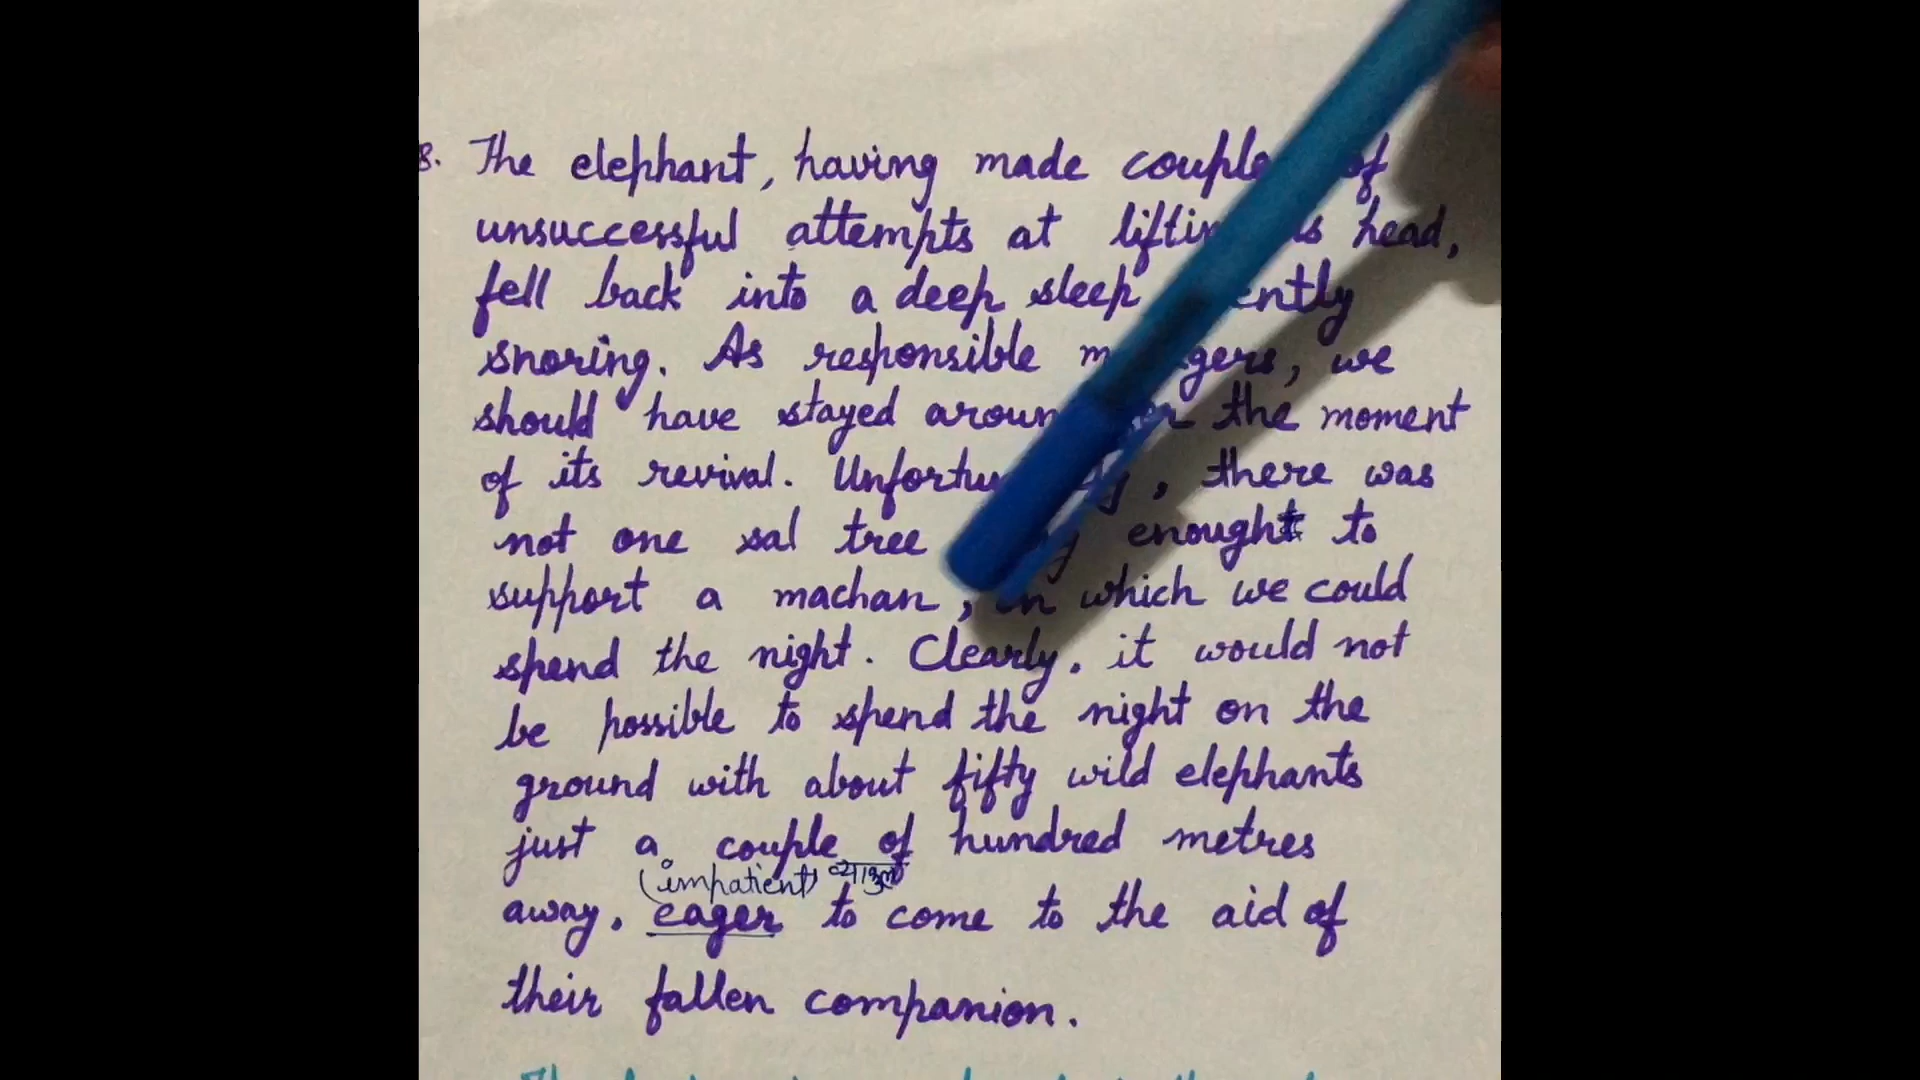 8. The elephant, having made couple of
unsuccessful attempts at head,
fell back into a deep sleep
snoring. As responsible we
should have stayed the moment
of its revival. there was
not one sal tree enought to
support a machan, which we could
spend the night. Clearly. it would not
be possible to spend the night on the
ground with about fifty wild elephants
just a couple of hundred metres
(impatient)
away. eager to come to the aid of
their fallen companion.